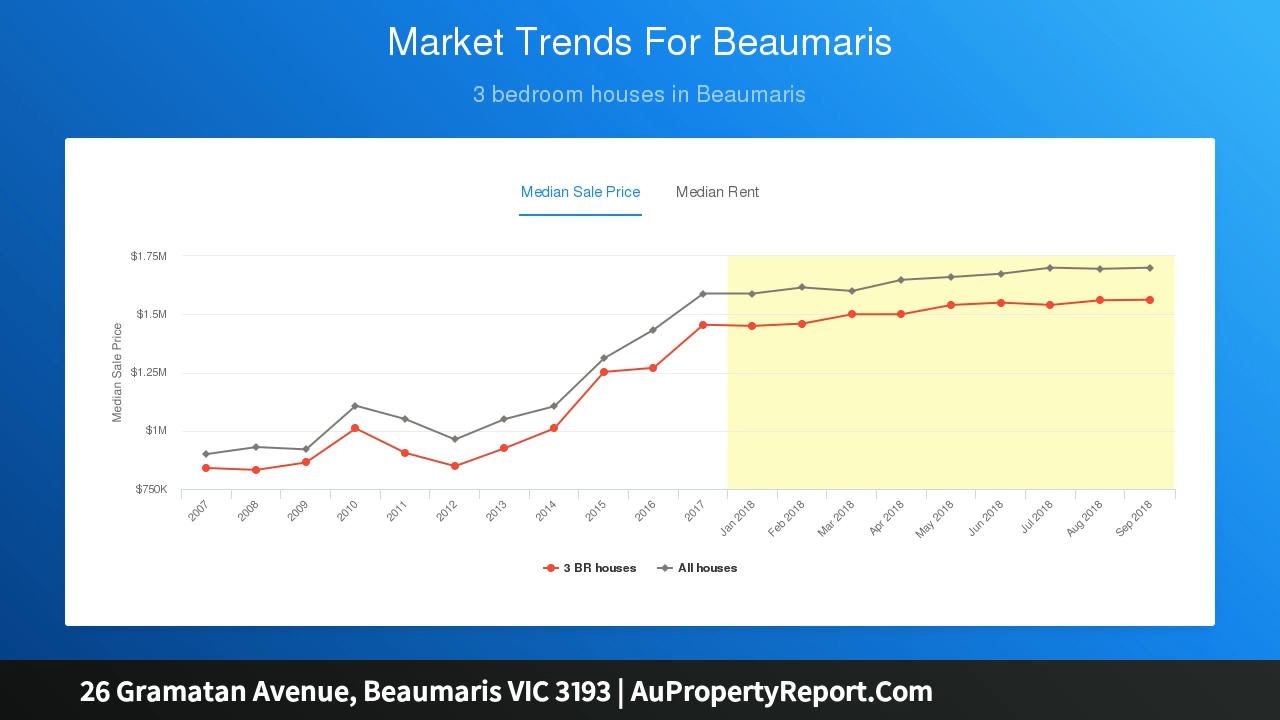 Market Trends For Beaumaris
3 bedroom houses in Beaumaris
Median Sale Price Median Rent
Median Sale Price
$1.75M
$1.5M
$1.25M
$1M
$750K
2007 2008 2009 2010 2011 2012 2013 2014 2015 2016 2017 Jan 2018 Feb 2018 Mar 2018 Apr 2018 May 2018 Jun 2018 Jul 2018 Aug 2018 Sep 2018
3 BR houses All houses
26 Gramatan Avenue, Beaumaris VIC 3193 | AuPropertyReport.Com